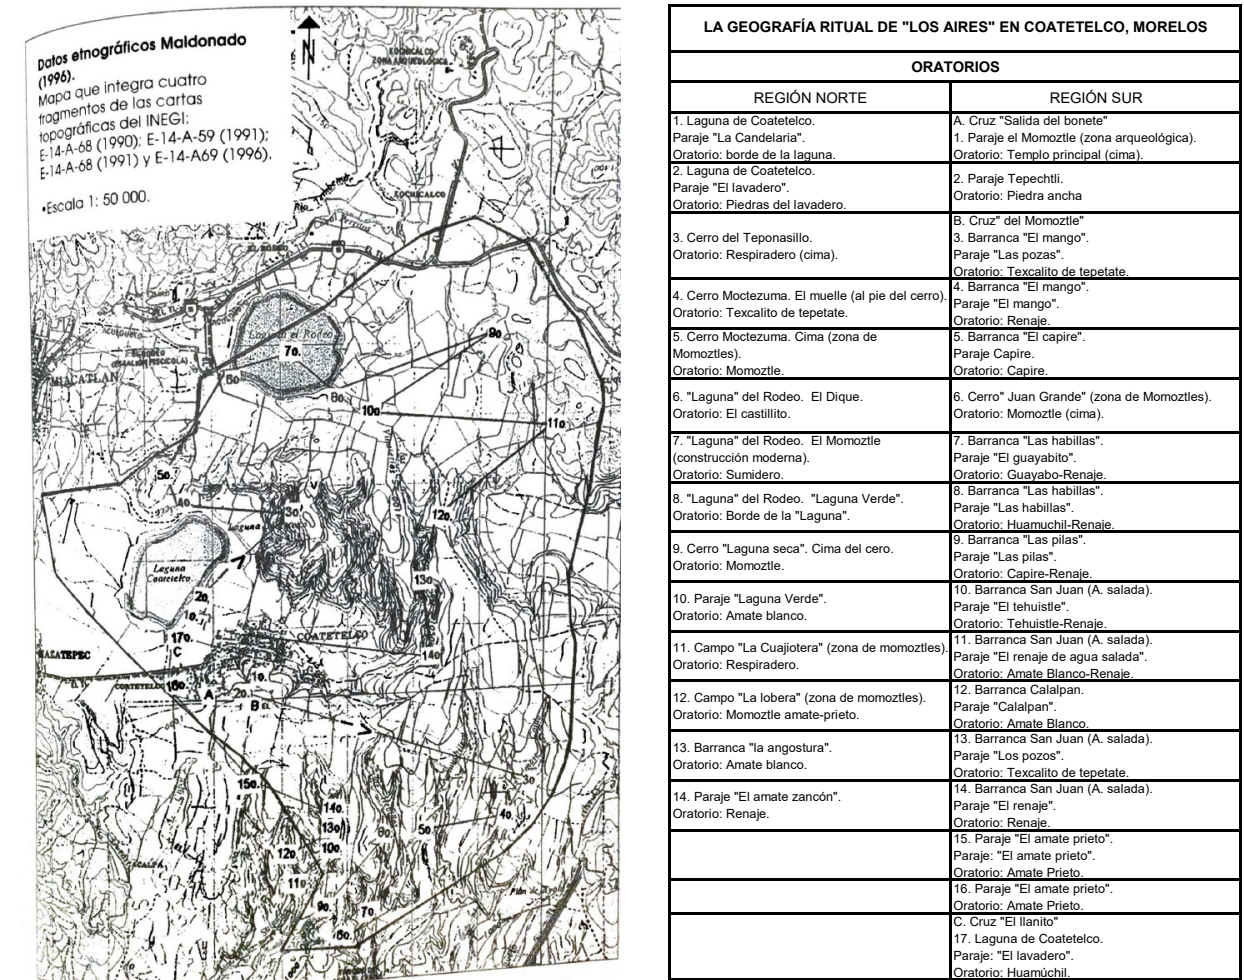 Datos etnográficos Maldonado
(1996).
Mapa que integra cuatro
fragmentos de las cartas
topográficas del INEGI:
E-14-A-68 (1990); E-14-A-59 (1991);
E-14-A-68 (1991) y E-14-A69 (1996).
•Escala 1: 50 000.
N
XOCHICALCO
ZONA ARQUEOLÓGICA
XOCHICALCO
EL RODEO
Laguna el Rodeo
7o.
9o.
6o.
8o.
10o.
11o.
MIACATLAN
5o.
4o.
3o.
12o.
Laguna
Coatetelco
13o.
2o.
1o.
17o.
C
COATETELCO
14o.
MAZATEPEC
16o.
COATETELCO
A
1o.
2o.
B
3o.
15o.
14o.
13o.
10o.
12o.
11o.
9o.
8o.
5o.
4o.
7o.
6o.
LA GEOGRAFÍA RITUAL DE "LOS AIRES" EN COATETELCO, MORELOS
ORATORIOS
REGIÓN NORTE
REGIÓN SUR
1. Laguna de Coatetelco.
Paraje "La Candelaria".
Oratorio: borde de la laguna.
A. Cruz "Salida del bonete"
1. Paraje el Momoztle (zona arqueológica).
Oratorio: Templo principal (cima).
2. Laguna de Coatetelco.
Paraje "El lavadero".
Oratorio: Piedras del lavadero.
2. Paraje Tepechtli.
Oratorio: Piedra ancha
3. Cerro del Teponasillo.
Oratorio: Respiradero (cima).
B. Cruz" del Momoztle"
3. Barranca "El mango".
Paraje "Las pozas".
Oratorio: Texcalito de tepetate.
4. Cerro Moctezuma. El muelle (al pie del cerro).
Oratorio: Texcalito de tepetate.
4. Barranca "El mango".
Paraje "El mango".
Oratorio: Renaje.
5. Cerro Moctezuma. Cima (zona de
Momoztles).
Oratorio: Momoztle.
5. Barranca "El capire".
Paraje Capire.
Oratorio: Capire.
6. "Laguna" del Rodeo.  El Dique.
Oratorio: El castillito.
6. Cerro" Juan Grande" (zona de Momoztles).
Oratorio: Momoztle (cima).
7. "Laguna" del Rodeo.  El Momoztle
(construcción moderna).
Oratorio: Sumidero.
7. Barranca "Las habillas".
Paraje "El guayabito".
Oratorio: Guayabo-Renaje.
8. "Laguna" del Rodeo.  "Laguna Verde".
Oratorio: Borde de la "Laguna".
8. Barranca "Las habillas".
Paraje "Las habillas".
Oratorio: Huamuchil-Renaje.
9. Cerro "Laguna seca". Cima del cero.
Oratorio: Momoztle.
9. Barranca "Las pilas".
Paraje "Las pilas".
Oratorio: Capire-Renaje.
10. Paraje "Laguna Verde".
Oratorio: Amate blanco.
10. Barranca San Juan (A. salada).
Paraje "El tehuistle".
Oratorio: Tehuistle-Renaje.
11. Campo "La Cuajiotera" (zona de momoztles).
Oratorio: Respiradero.
11. Barranca San Juan (A. salada).
Paraje "El renaje de agua salada".
Oratorio: Amate Blanco-Renaje.
12. Campo "La lobera" (zona de momoztles).
Oratorio: Momoztle amate-prieto.
12. Barranca Calalpan.
Paraje "Calalpan".
Oratorio: Amate Blanco.
13. Barranca "la angostura".
Oratorio: Amate blanco.
13. Barranca San Juan (A. salada).
Paraje "Los pozos".
Oratorio: Texcalito de tepetate.
14. Paraje "El amate zancón".
Oratorio: Renaje.
14. Barranca San Juan (A. salada).
Paraje "El renaje".
Oratorio: Renaje.
15. Paraje "El amate prieto".
Paraje: "El amate prieto".
Oratorio: Amate Prieto.
16. Paraje "El amate prieto".
Oratorio: Amate Prieto.
C. Cruz "El llanito"
17. Laguna de Coatetelco.
Paraje: "El lavadero".
Oratorio: Huamúchil.